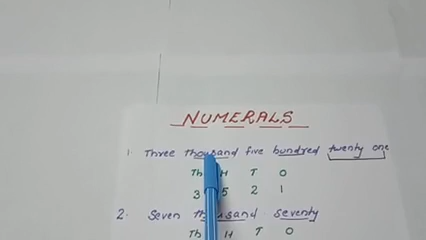 NUMERALS
1. Three thousand five hundred twenty one
Th H T O
3 5 2 1
2. Seven thousand seventy
Th H T O